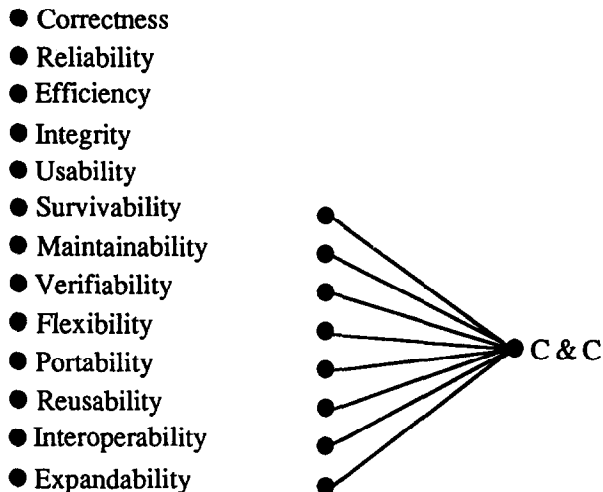 Correctness
Reliability
Efficiency
Integrity
Usability
Survivability
Maintainability
Verifiability
Flexibility
C & C
Portability
Reusability
Interoperability
Expandability